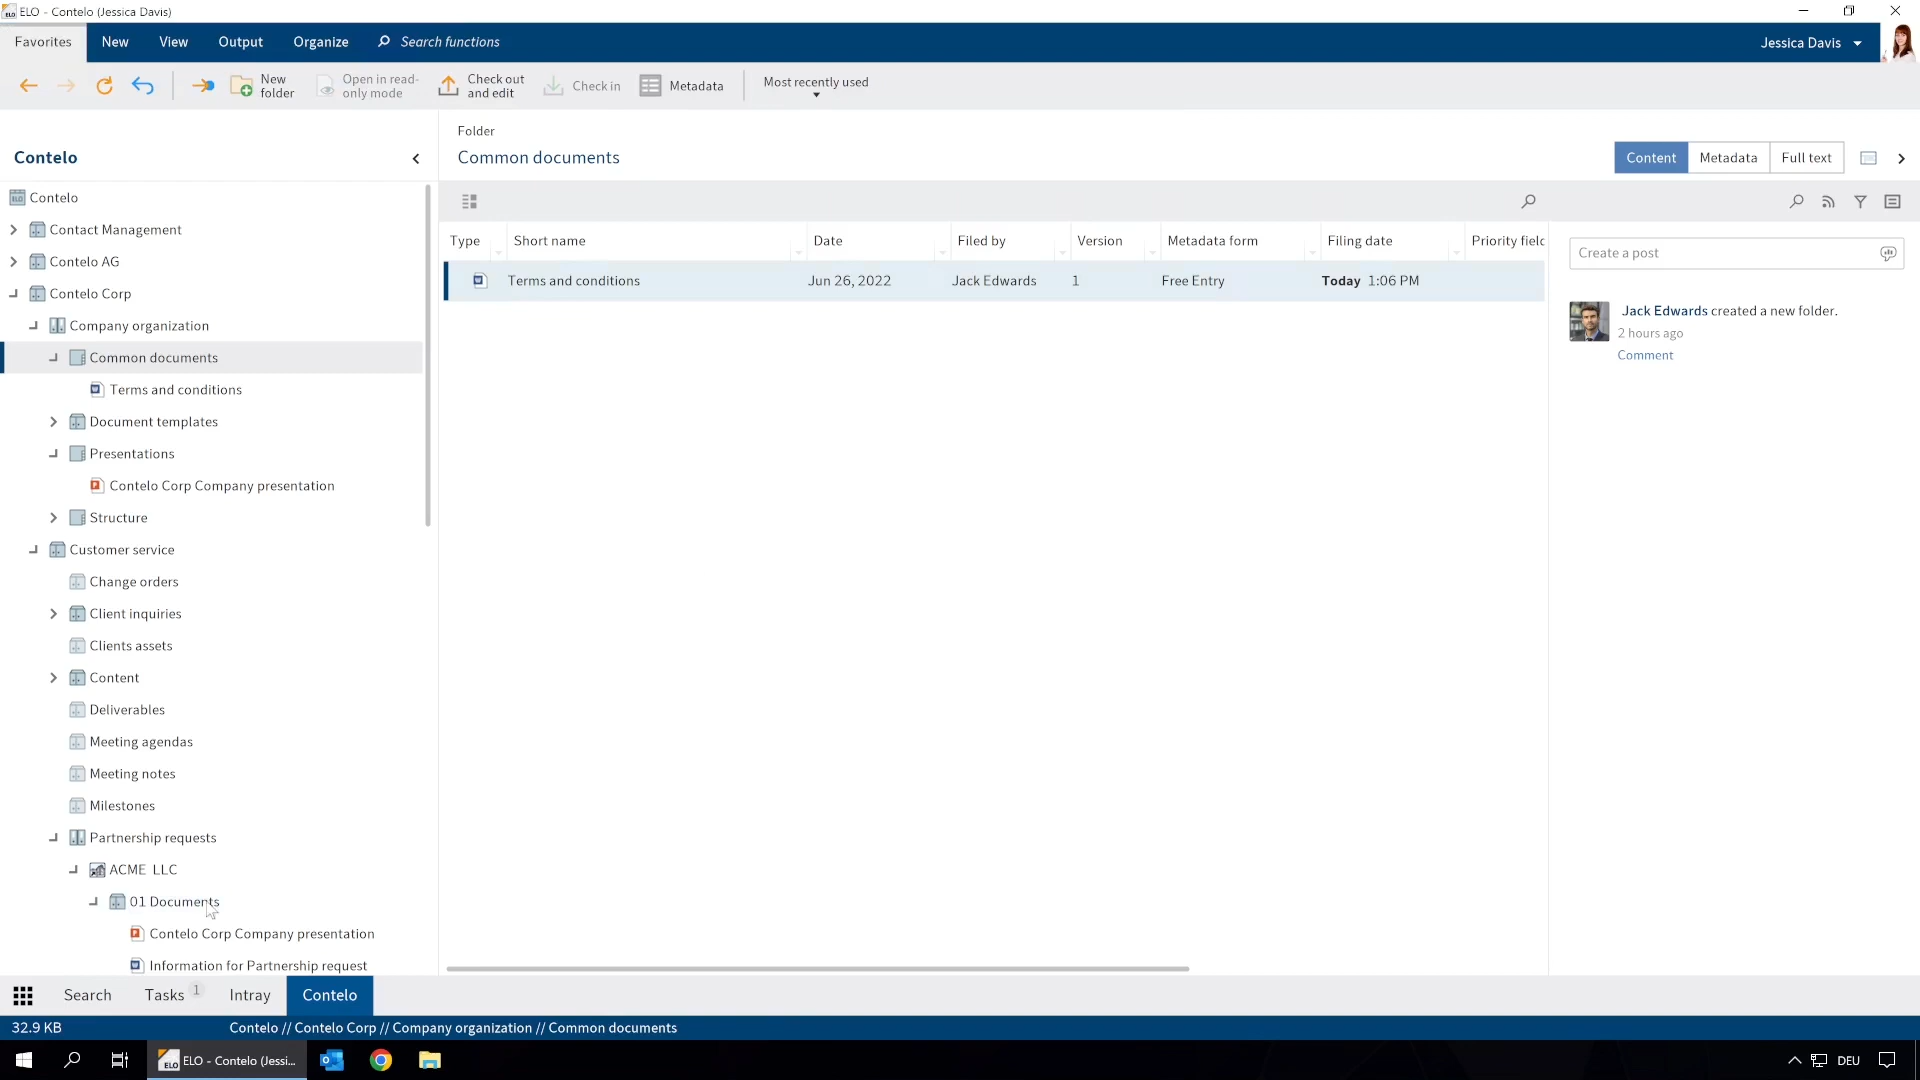 ELO - Contelo (Jessica Davis)
Favorites
New
View
Output
Organize
Search functions
Jessica Davis
New
folder
Open in read-
only mode
Check out
and edit
Check in
Metadata
Most recently used
Contelo
Folder
Common documents
Content
Metadata
Full text
Contelo
Contact Management
Contelo AG
Contelo Corp
Company organization
Common documents
Terms and conditions
Document templates
Presentations
Contelo Corp Company presentation
Structure
Customer service
Change orders
Client inquiries
Clients assets
Content
Deliverables
Meeting agendas
Meeting notes
Milestones
Partnership requests
ACME LLC
01 Documents
Contelo Corp Company presentation
Information for Partnership request
Type
Short name
Date
Filed by
Version
Metadata form
Filing date
Priority field
Terms and conditions
Jun 26, 2022
Jack Edwards
1
Free Entry
Today 1:06 PM
Create a post
Jack Edwards created a new folder.
2 hours ago
Comment
Search
Tasks 1
Intray
Contelo
32.9 KB
Contelo // Contelo Corp // Company organization // Common documents
ELO - Contelo (Jessi...
DEU